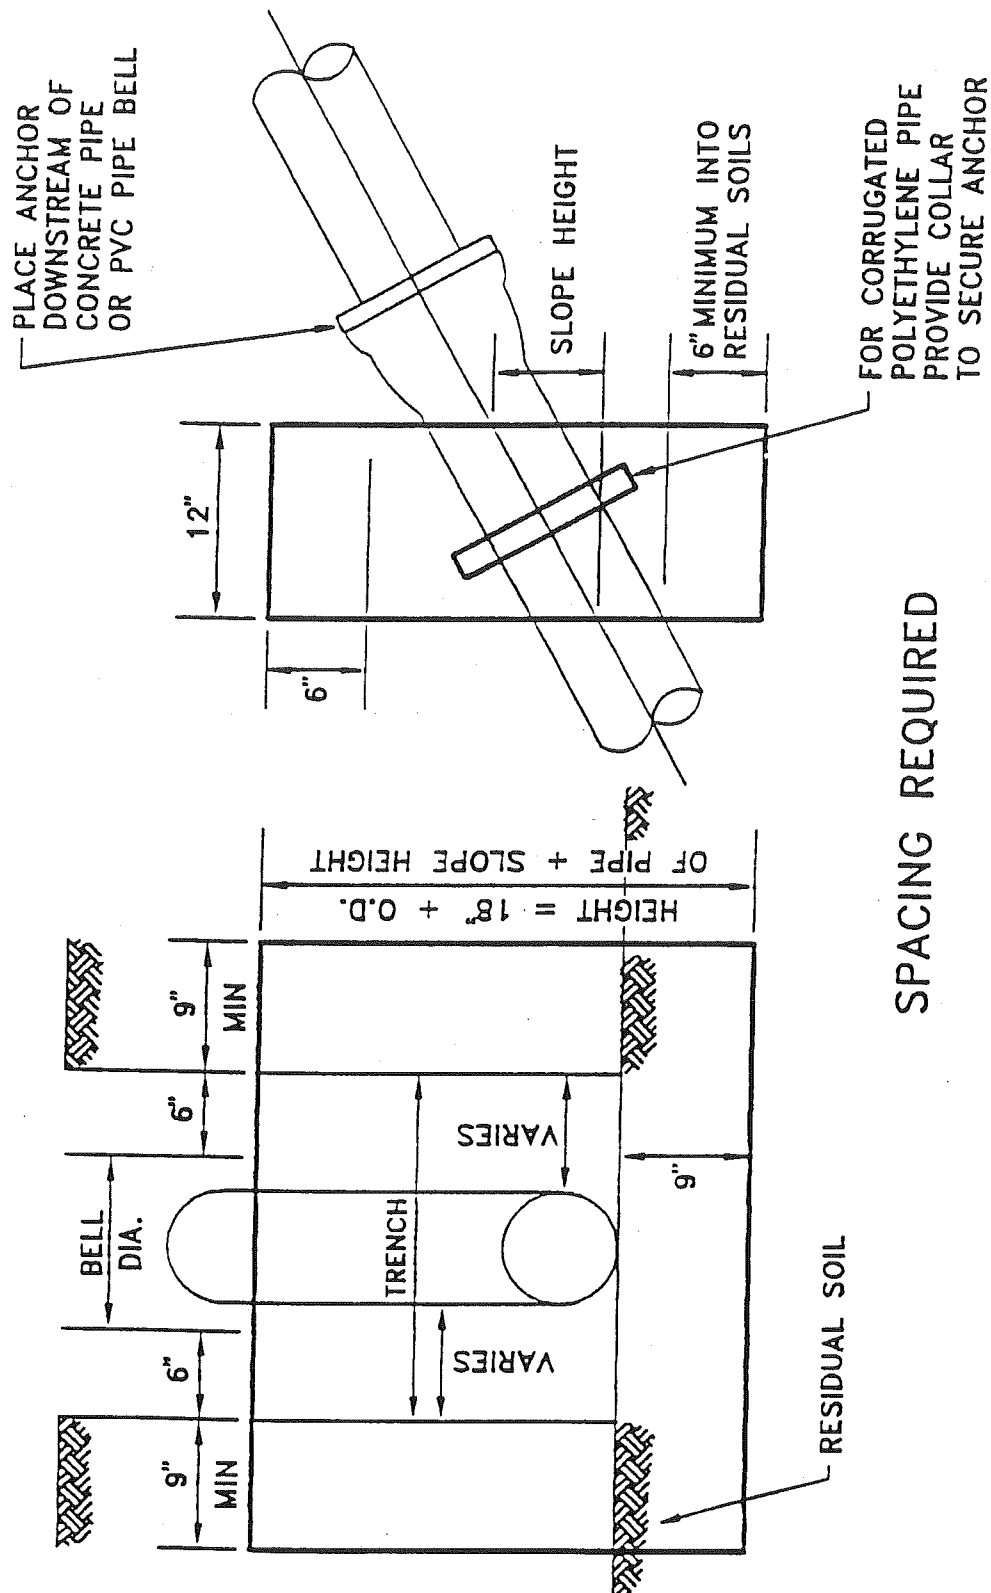 PLACE ANCHOR
DOWNSTREAM OF
CONCRETE PIPE
OR PVC PIPE BELL
12"
6"
SLOPE HEIGHT
6" MINIMUM INTO
RESIDUAL SOILS
FOR CORRUGATED
POLYETHYLENE PIPE
PROVIDE COLLAR
TO SECURE ANCHOR
9"
MIN
6"
BELL
DIA.
6"
9"
MIN
HEIGHT = 18" + O.D.
OF PIPE + SLOPE HEIGHT
TRENCH
VARIES
VARIES
9"
RESIDUAL SOIL
SPACING REQUIRED